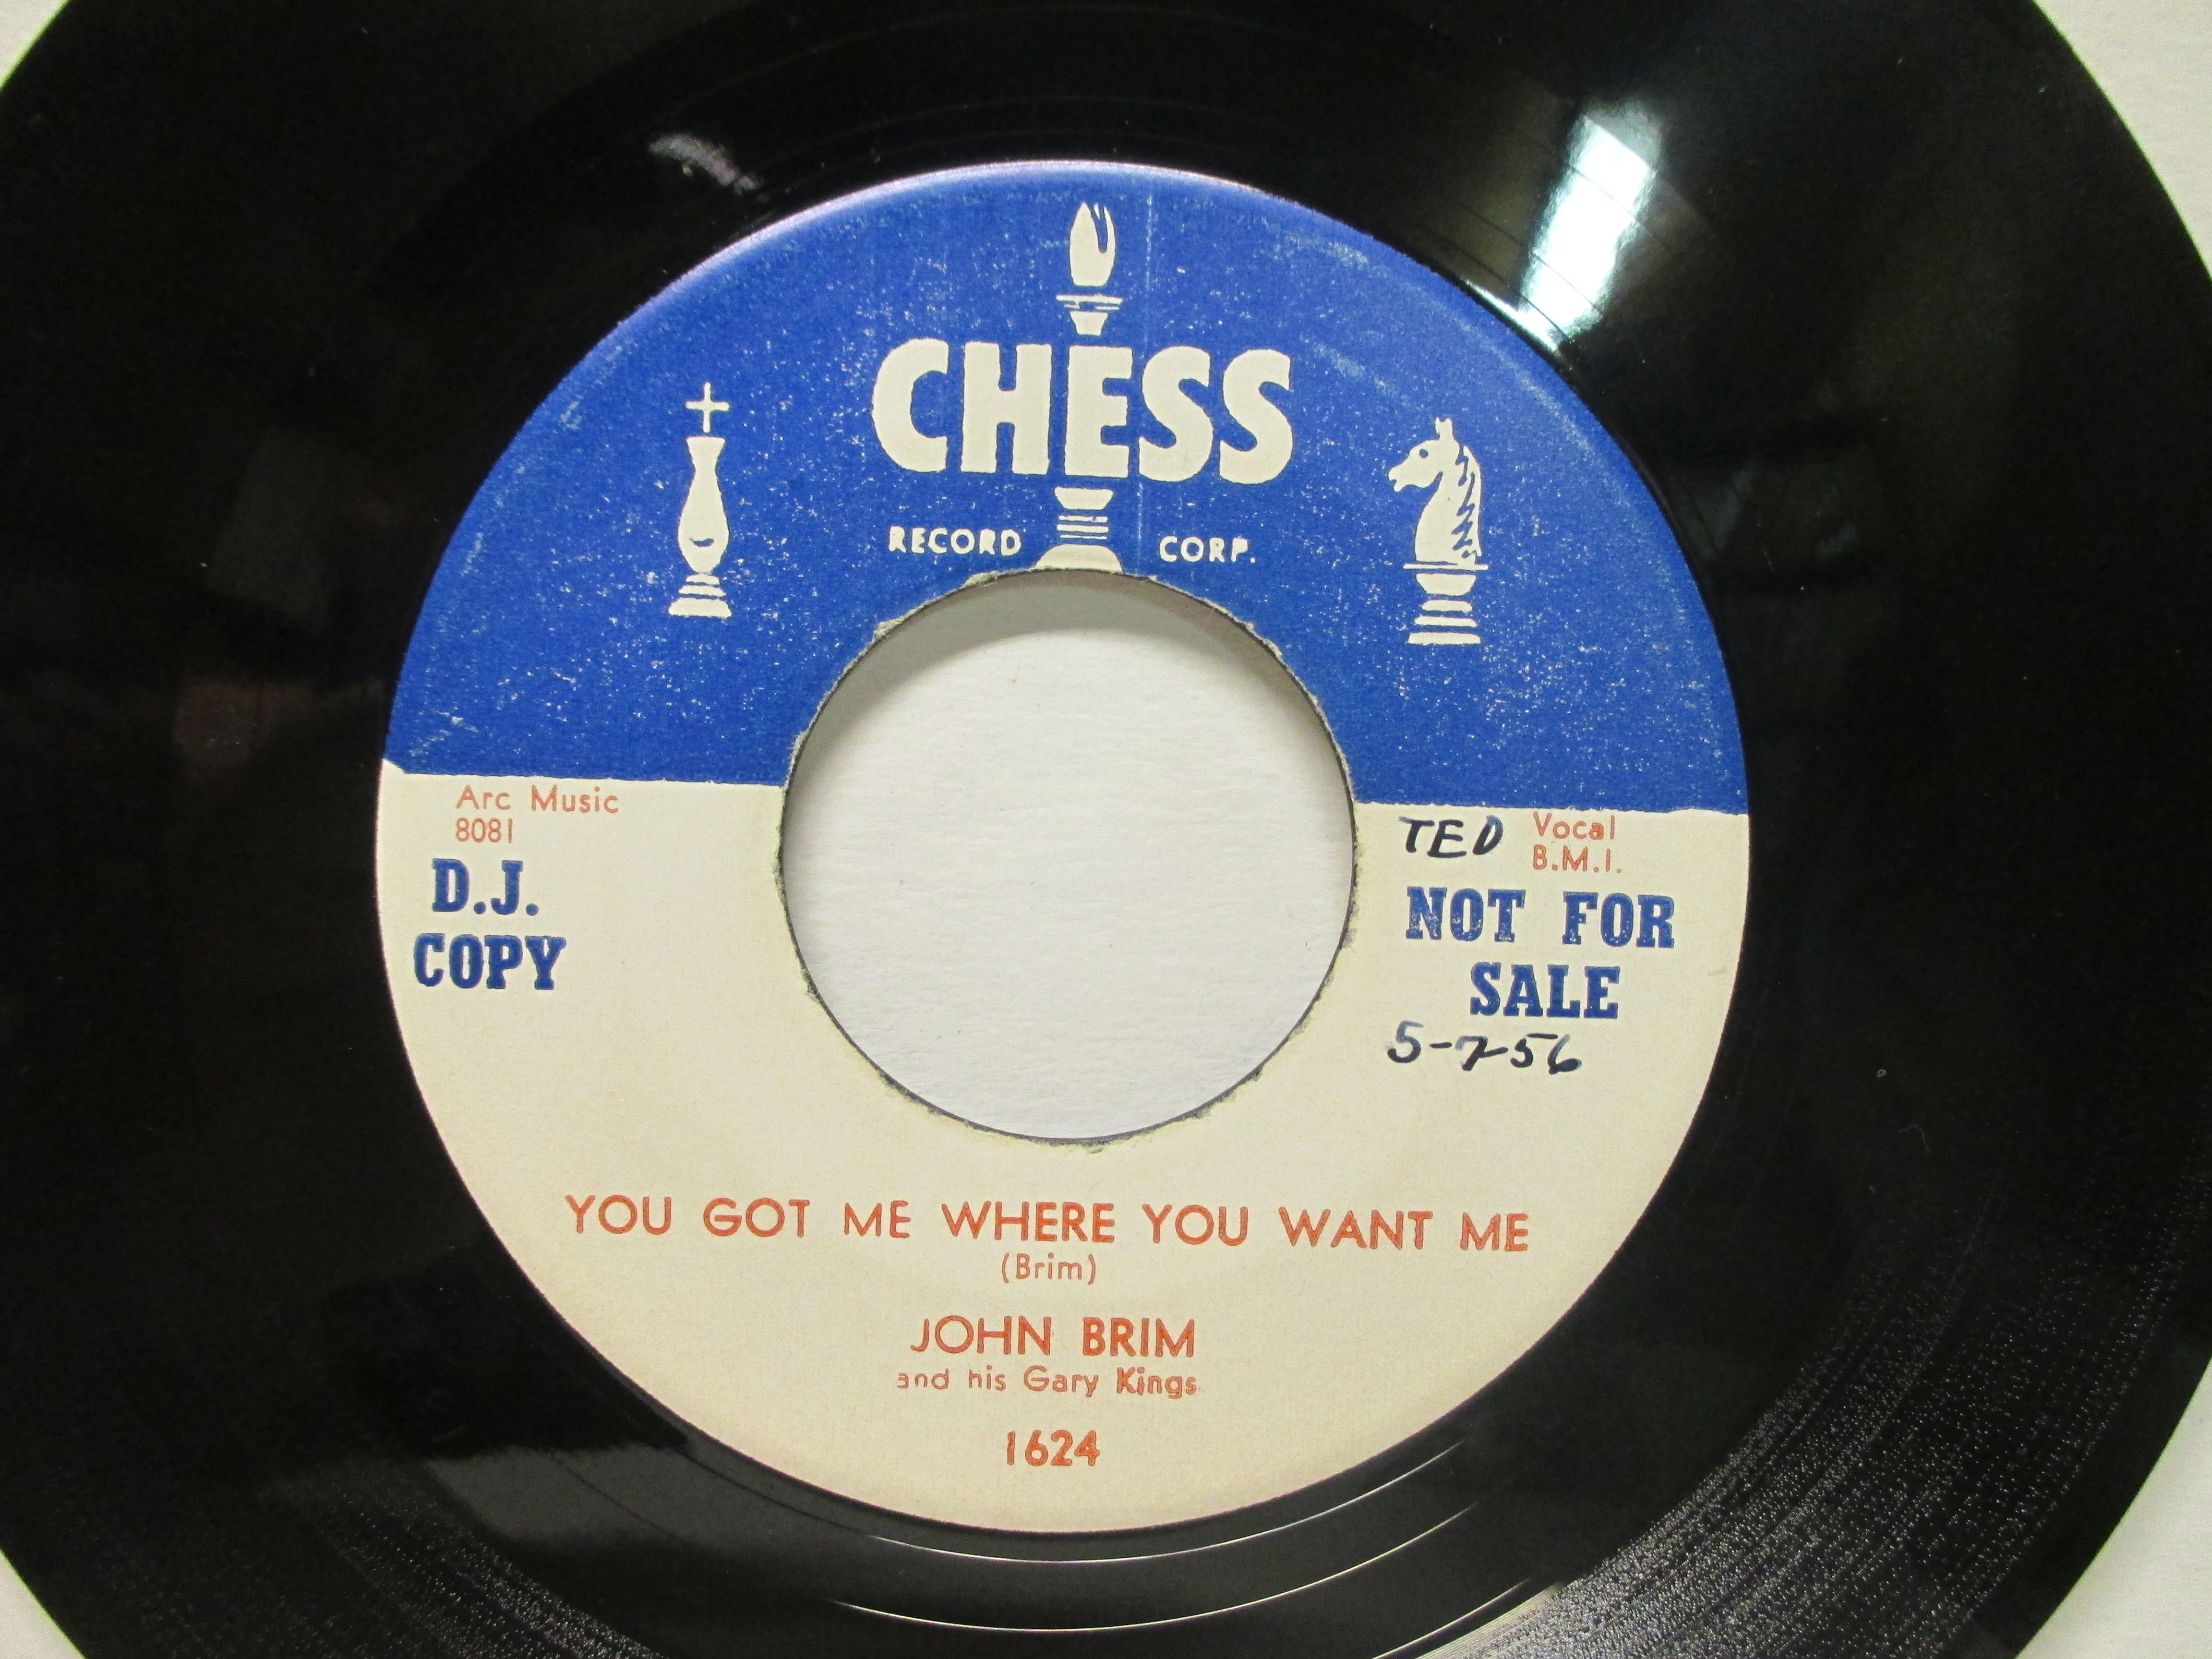 CHESS
RECORD CORP.
Arc Music
8081
D.J.
COPY
TED Vocal
B.M.I.
NOT FOR
SALE
5-7-56
YOU GOT ME WHERE YOU WANT ME
(Brim)
JOHN BRIM
and his Gary Kings
1624